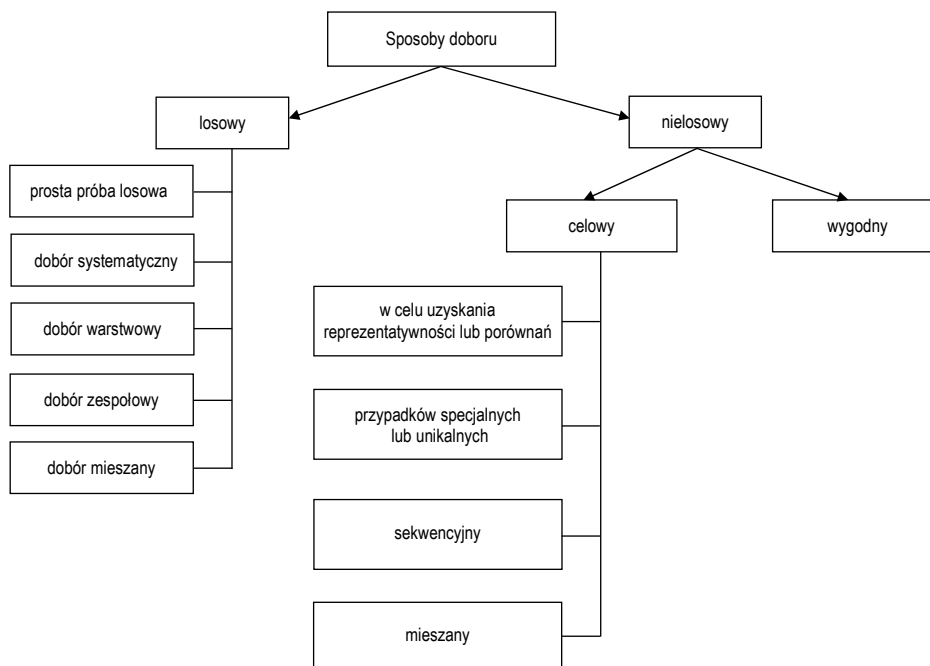 Sposoby doboru
losowy
nielosowy
prosta próba losowa
dobór systematyczny
dobór warstwowy
dobór zespołowy
dobór mieszany
celowy
wygodny
w celu uzyskania
reprezentatywności lub porównań
przypadków specjalnych
lub unikalnych
sekwencyjny
mieszany